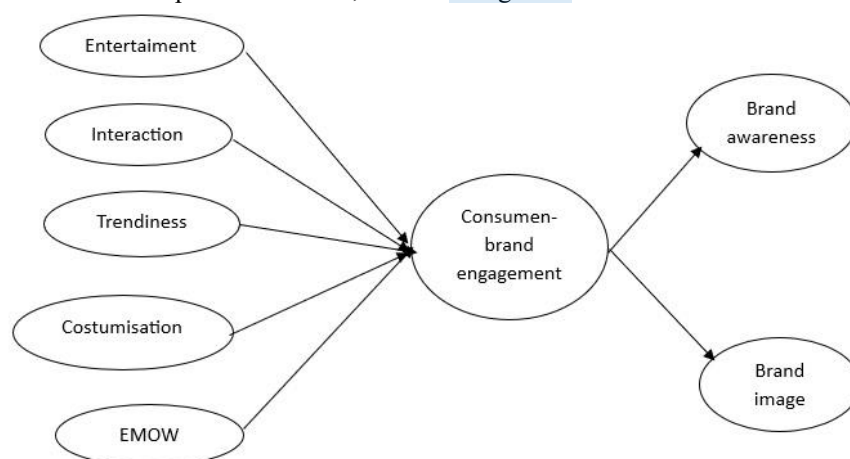 Entertaiment
Interaction
Trendiness
Costumisation
EMOW
Consumen-
brand
engagement
Brand
awareness
Brand
image